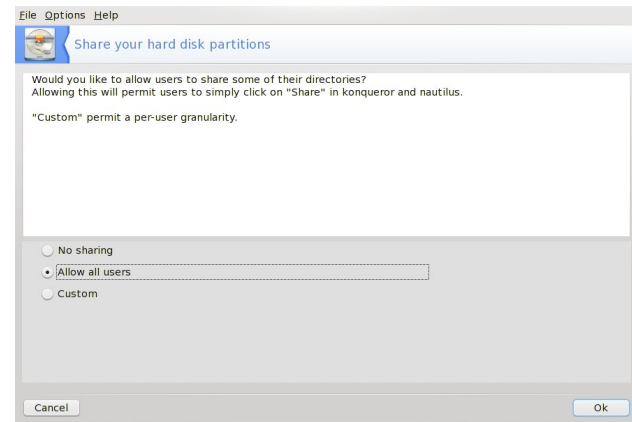 File Options Help
Share your hard disk partitions
Would you like to allow users to share some of their directories?
Allowing this will permit users to simply click on "Share" in konqueror and nautilus.
"Custom" permit a per-user granularity.
No sharing
Allow all users
Custom
Cancel Ok